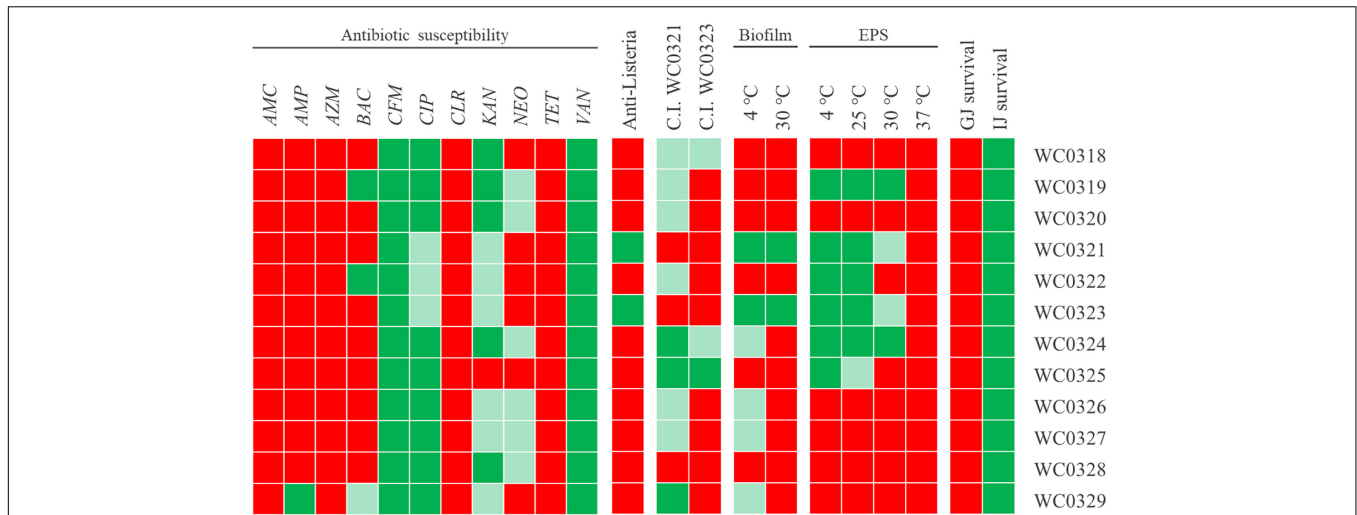 Antibiotic susceptibility
Biofilm
EPS
AMC
AMP
AZM
BAC
CFM
CIP
CLR
KAN
NEO
TET
VAN
Anti-Listeria
C.I. WC0321
C.I. WC0323
4 °C
30 °C
4 °C
25 °C
30 °C
37 °C
GJ survival
IJ survival
WC0318
WC0319
WC0320
WC0321
WC0322
WC0323
WC0324
WC0325
WC0326
WC0327
WC0328
WC0329